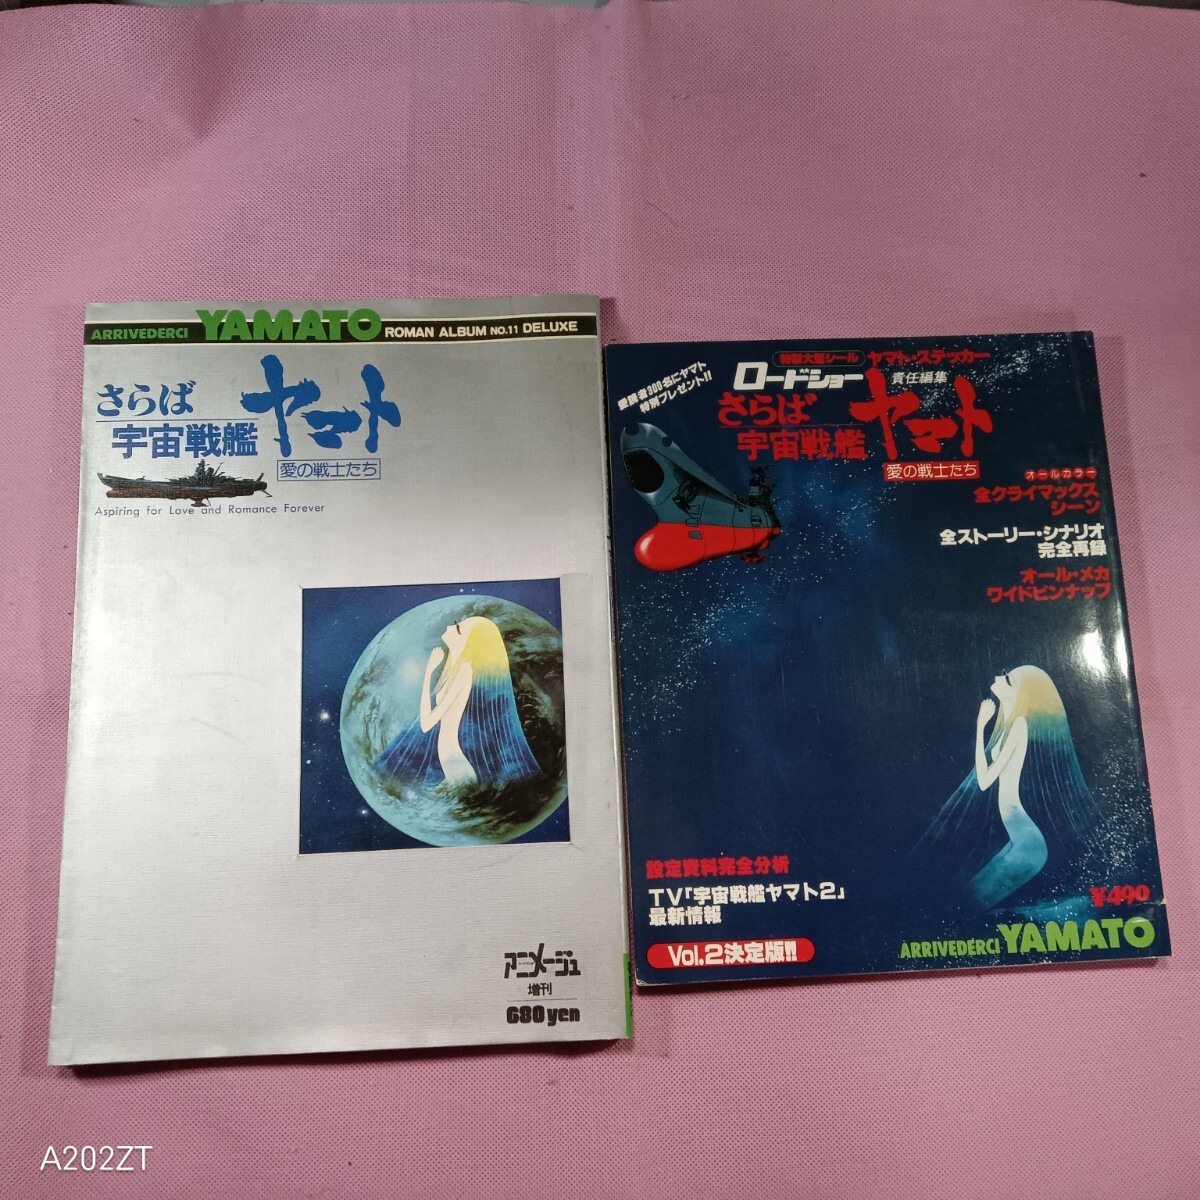 ARRIVEDERCI YAMATO ROMAN ALBUM NO.11 DELUXE
さらば
宇宙戦艦
ヤマト
愛の戦士たち
Aspiring for Love and Romance Forever
アニメージュ
増刊
680yen
愛読者300名にヤマト
特別プレゼント!!
特製大型シール ヤマト・ステッカー
ロードショー 責任編集
さらば
宇宙戦艦
ヤマト
愛の戦士たち
オールカラー
全クライマックス
シーン
全ストーリー・シナリオ
完全再録
オール・メカ
ワイドピンナップ
設定資料完全分析
TV「宇宙戦艦ヤマト2」
最新情報
Vol.2決定版!!
¥490
ARRIVEDERCI YAMATO
A202ZT